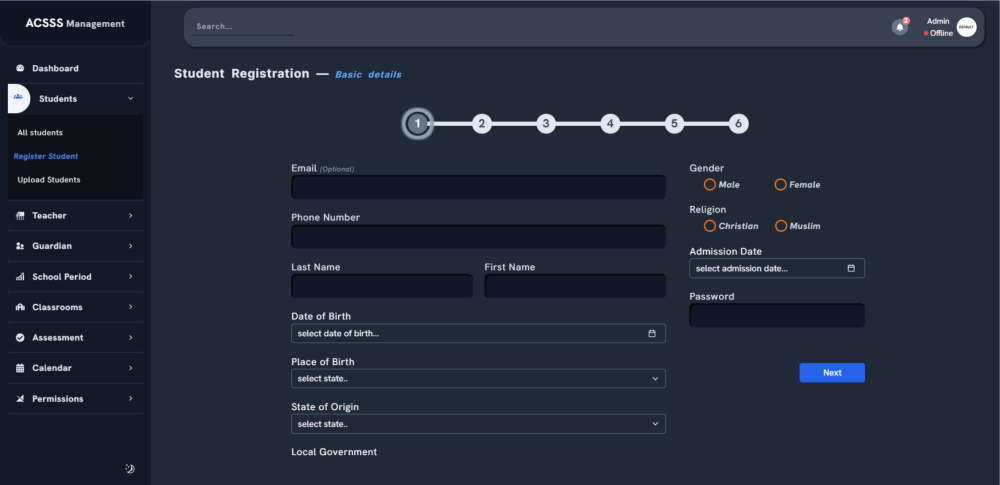 ACSSS Management
Search...
2
Admin
Offline
DEFAULT
Dashboard
Students
All students
Register Student
Upload Students
Teacher
Guardian
School Period
Classrooms
Assessment
Calendar
Permissions
Student Registration — Basic details
1 2 3 4 5 6
Email (Optional)
Phone Number
Last Name First Name
Date of Birth
select date of birth...
Place of Birth
select state..
State of Origin
select state..
Local Government
Gender
Male Female
Religion
Christian Muslim
Admission Date
select admission date...
Password
Next